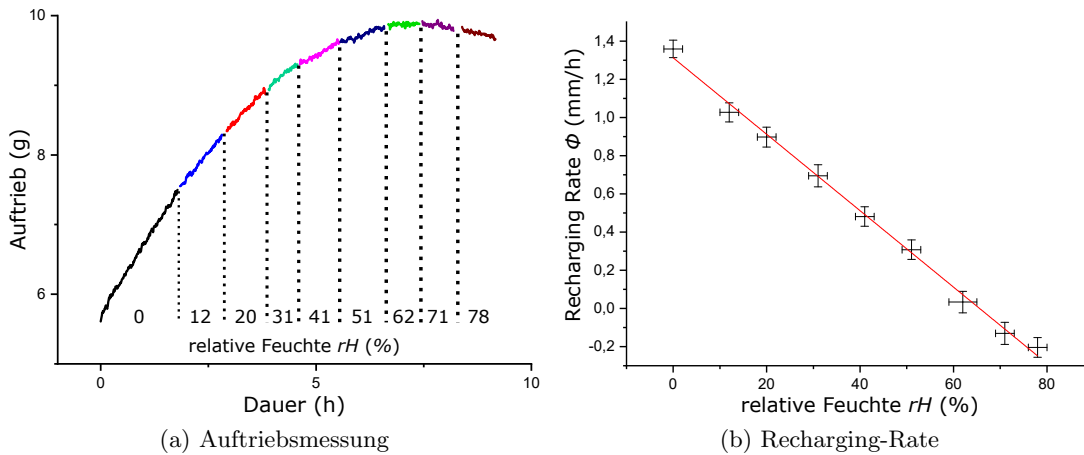 10
8
6
Auftrieb (g)
0 12 20 31 41 51 62 71 78
relative Feuchte rH (%)
0 5 10
Dauer (h)
(a) Auftriebsmessung
1,4
1,2
1,0
0,8
0,6
0,4
0,2
0,0
-0,2
Recharging Rate Φ (mm/h)
0 20 40 60 80
relative Feuchte rH (%)
(b) Recharging-Rate